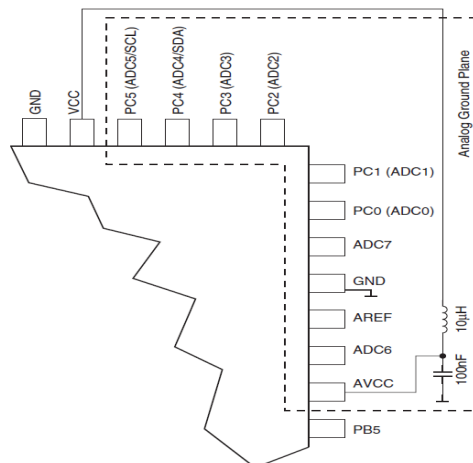 GND
VCC
PC5 (ADC5/SCL)
PC4 (ADC4/SDA)
PC3 (ADC3)
PC2 (ADC2)
Analog Ground Plane
PC1 (ADC1)
PC0 (ADC0)
ADC7
GND
AREF
ADC6
AVCC
PB5
10µH
100nF